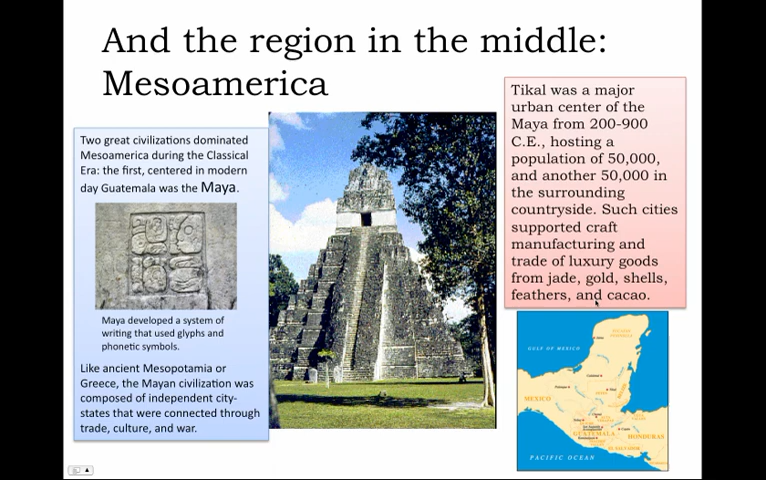 And the region in the middle:
Mesoamerica
Two great civilizations dominated
Mesoamerica during the Classical
Era: the first, centered in modern
day Guatemala was the Maya.
Maya developed a system of
writing that used glyphs and
phonetic symbols.
Like ancient Mesopotamia or
Greece, the Mayan civilization was
composed of independent city-
states that were connected through
trade, culture, and war.
Tikal was a major
urban center of the
Maya from 200-900
C.E., hosting a
population of 50,000,
and another 50,000 in
the surrounding
countryside. Such cities
supported craft
manufacturing and
trade of luxury goods
from jade, gold, shells,
feathers, and cacao.
GULF OF MEXICO
MEXICO
GUATEMALA
HONDURAS
EL SALVADOR
PACIFIC OCEAN